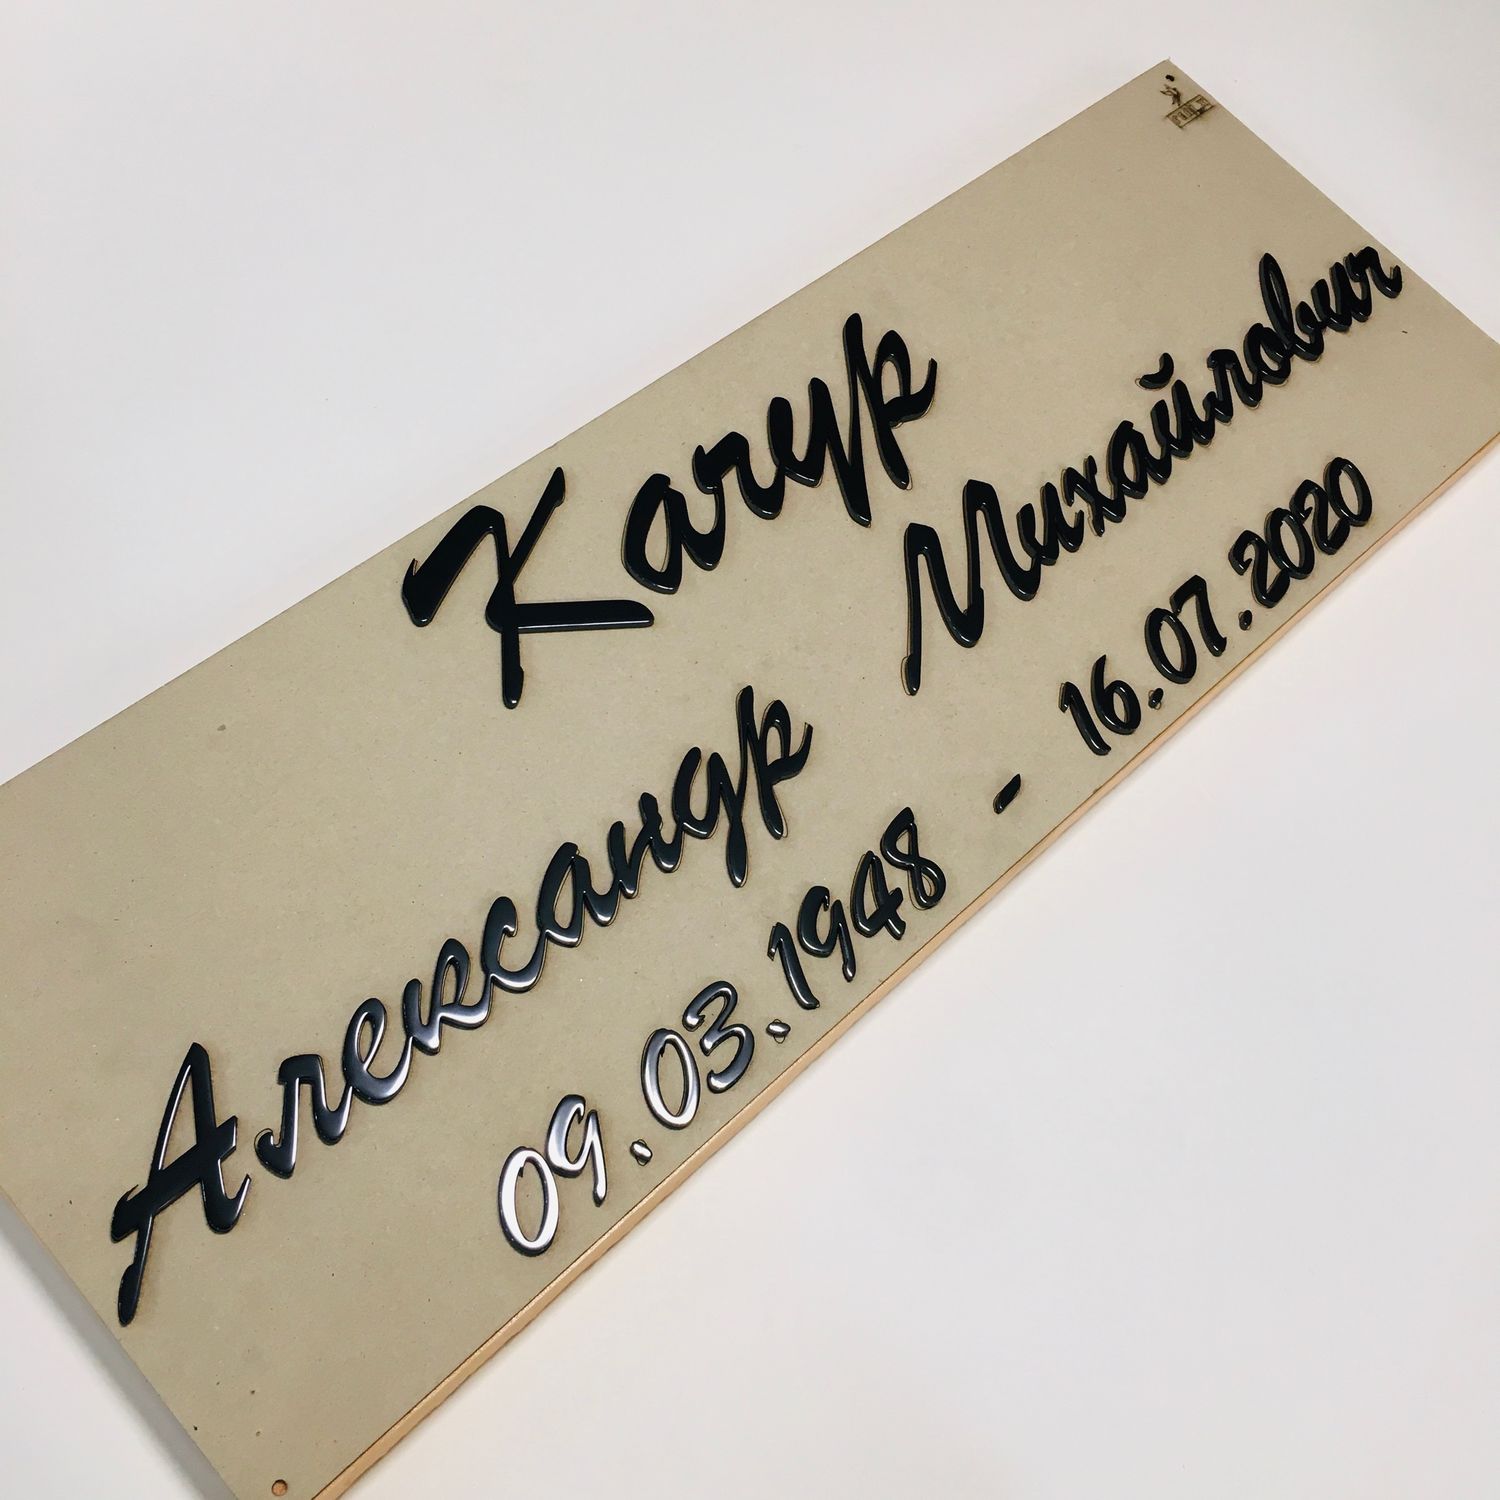 Качур
Александр Михайлович
09.03.1948 - 16.07.2020